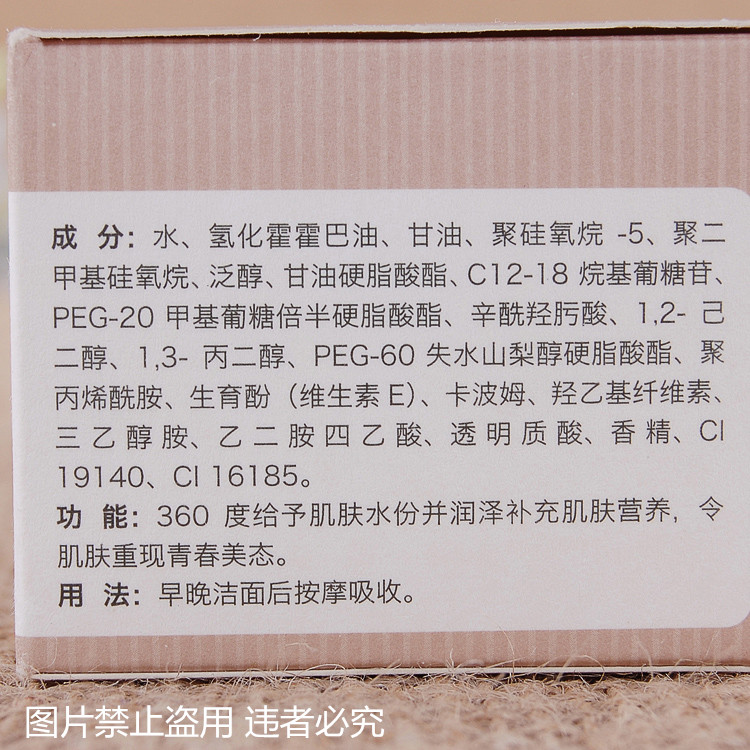 成 分：水、氢化霍霍巴油、甘油、聚硅氧烷 -5、聚二
甲基硅氧烷、泛醇、甘油硬脂酸酯、C12-18 烷基葡糖苷、
PEG-20 甲基葡糖倍半硬脂酸酯、辛酰羟肟酸、1,2- 己
二醇、1,3- 丙二醇、PEG-60 失水山梨醇硬脂酸酯、聚
丙烯酰胺、生育酚（维生素 E）、卡波姆、羟乙基纤维素、
三乙醇胺、乙二胺四乙酸、透明质酸、香精、CI
19140、CI 16185。
功 能：360 度给予肌肤水份并润泽补充肌肤营养，令
肌肤重现青春美态。
用 法：早晚洁面后按摩吸收。
图片禁止盗用 违者必究